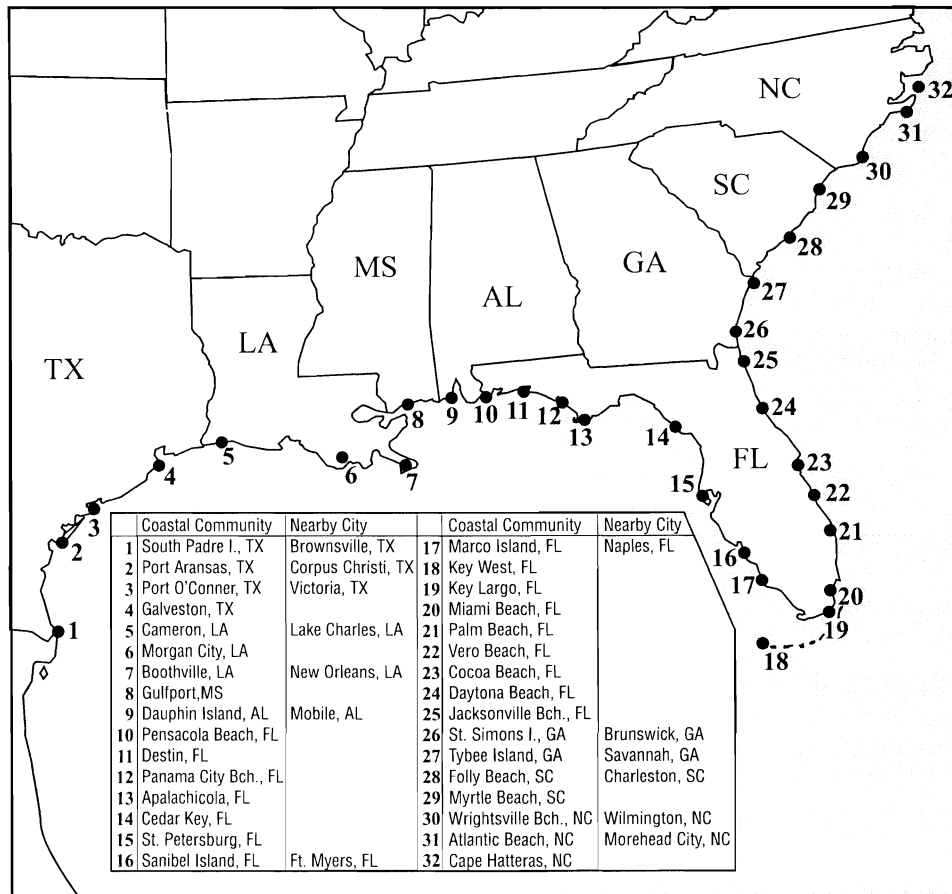 NC
32
31
30
SC
29
28
MS
GA
27
AL
26
LA
25
TX
24
8
9
10
11
12
13
14
FL
5
23
4
6
7
15
22
3
21
2
16
17
20
1
19
18
Coastal Community Nearby City Coastal Community Nearby City
1 South Padre I., TX Brownsville, TX 17 Marco Island, FL Naples, FL
2 Port Aransas, TX Corpus Christi, TX 18 Key West, FL
3 Port O'Conner, TX Victoria, TX 19 Key Largo, FL
4 Galveston, TX 20 Miami Beach, FL
5 Cameron, LA Lake Charles, LA 21 Palm Beach, FL
6 Morgan City, LA 22 Vero Beach, FL
7 Boothville, LA New Orleans, LA 23 Cocoa Beach, FL
8 Gulfport,MS 24 Daytona Beach, FL
9 Dauphin Island, AL Mobile, AL 25 Jacksonville Bch., FL
10 Pensacola Beach, FL 26 St. Simons I., GA Brunswick, GA
11 Destin, FL 27 Tybee Island, GA Savannah, GA
12 Panama City Bch., FL 28 Folly Beach, SC Charleston, SC
13 Apalachicola, FL 29 Myrtle Beach, SC
14 Cedar Key, FL 30 Wrightsville Bch., NC Wilmington, NC
15 St. Petersburg, FL 31 Atlantic Beach, NC Morehead City, NC
16 Sanibel Island, FL Ft. Myers, FL 32 Cape Hatteras, NC